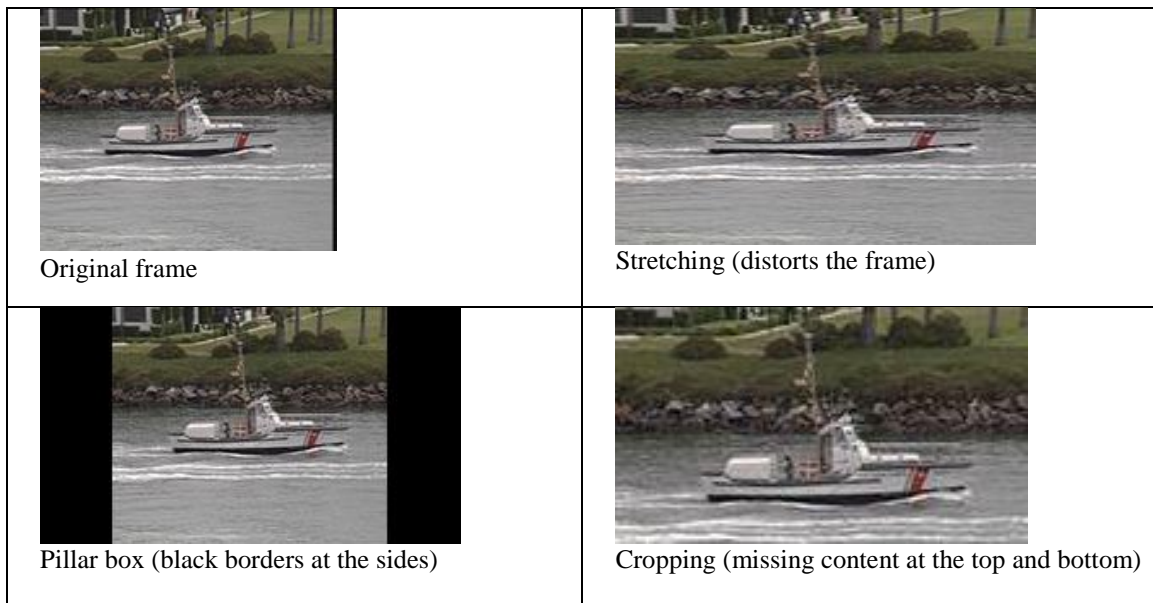 Original frame
Stretching (distorts the frame)
Pillar box (black borders at the sides)
Cropping (missing content at the top and bottom)